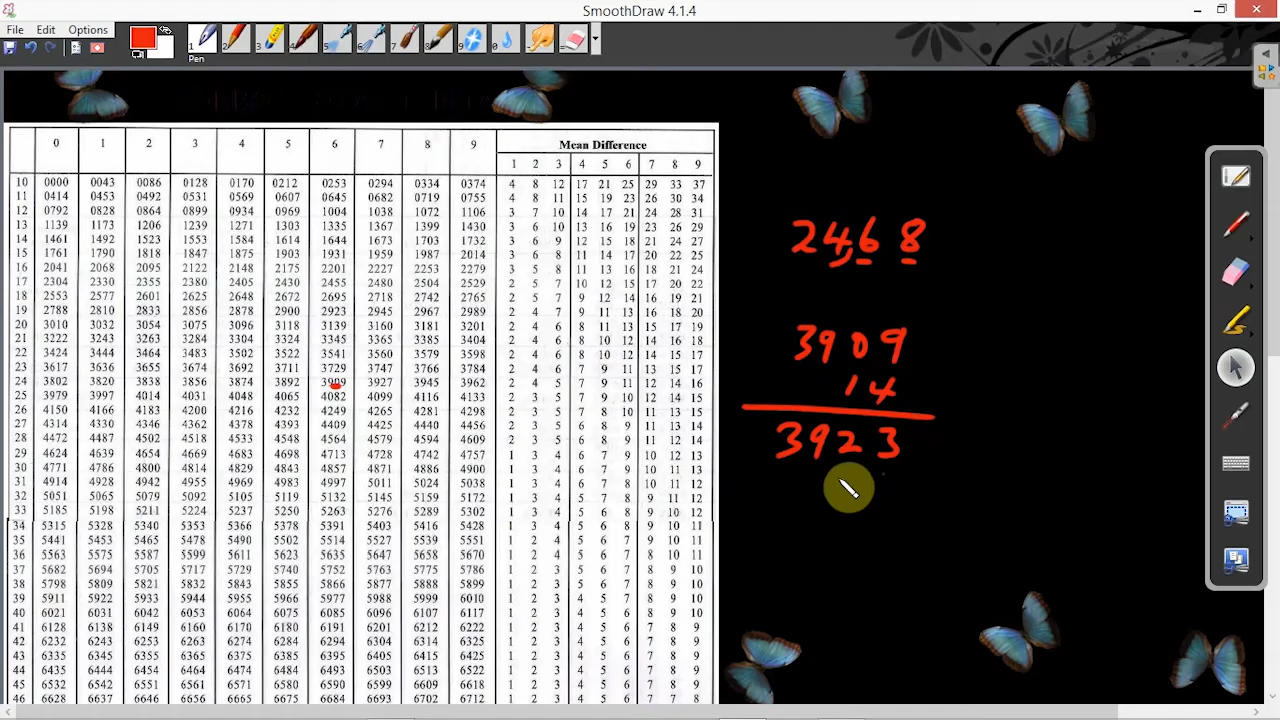 SmoothDraw 4.1.4
File Edit Options
1 2 3 4 5 6 7 8 9 0
Pen
0 1 2 3 4 5 6 7 8 9 Mean Difference
1 2 3 4 5 6 7 8 9
10 0000 0043 0086 0128 0170 0212 0253 0294 0334 0374 4 8 12 17 21 25 29 33 37
11 0414 0453 0492 0531 0569 0607 0645 0682 0719 0755 4 8 11 15 19 23 26 30 34
12 0792 0828 0864 0899 0934 0969 1004 1038 1072 1106 3 7 10 14 17 21 24 28 31
13 1139 1173 1206 1239 1271 1303 1335 1367 1399 1430 3 6 10 13 16 19 23 26 29
14 1461 1492 1523 1553 1584 1614 1644 1673 1703 1732 3 6 9 12 15 18 21 24 27
15 1761 1790 1818 1847 1875 1903 1931 1959 1987 2014 3 6 8 11 14 17 20 22 25
16 2041 2068 2095 2122 2148 2175 2201 2227 2253 2279 3 5 8 11 13 16 18 21 24
17 2304 2330 2355 2380 2405 2430 2455 2480 2504 2529 2 5 7 10 12 15 17 20 22
18 2553 2577 2601 2625 2648 2672 2695 2718 2742 2765 2 5 7 9 12 14 16 19 21
19 2788 2810 2833 2856 2878 2900 2923 2945 2967 2989 2 4 7 9 11 13 16 18 20
20 3010 3032 3054 3075 3096 3118 3139 3160 3181 3201 2 4 6 8 11 13 15 17 19
21 3222 3243 3263 3284 3304 3324 3345 3365 3385 3404 2 4 6 8 10 12 14 16 18
22 3424 3444 3464 3483 3502 3522 3541 3560 3579 3598 2 4 6 8 10 12 14 15 17
23 3617 3636 3655 3674 3692 3711 3729 3747 3766 3784 2 4 6 7 9 11 13 15 17
24 3802 3820 3838 3856 3874 3892 3909 3927 3945 3962 2 4 5 7 9 11 12 14 16
25 3979 3997 4014 4031 4048 4065 4082 4099 4116 4133 2 3 5 7 9 10 12 14 15
26 4150 4166 4183 4200 4216 4232 4249 4265 4281 4298 2 3 5 7 8 10 11 13 15
27 4314 4330 4346 4362 4378 4393 4409 4425 4440 4456 2 3 5 6 8 9 11 13 14
28 4472 4487 4502 4518 4533 4548 4564 4579 4594 4609 2 3 5 6 8 9 11 12 14
29 4624 4639 4654 4669 4683 4698 4713 4728 4742 4757 1 3 4 6 7 9 10 12 13
30 4771 4786 4800 4814 4829 4843 4857 4871 4886 4900 1 3 4 6 7 9 10 11 13
31 4914 4928 4942 4955 4969 4983 4997 5011 5024 5038 1 3 4 6 7 8 10 11 12
32 5051 5065 5079 5092 5105 5119 5132 5145 5159 5172 1 3 4 5 7 8 9 11 12
33 5185 5198 5211 5224 5237 5250 5263 5276 5289 5302 1 3 4 5 6 8 9 10 12
34 5315 5328 5340 5353 5366 5378 5391 5403 5416 5428 1 3 4 5 6 8 9 10 11
35 5441 5453 5465 5478 5490 5502 5514 5527 5539 5551 1 2 4 5 6 7 9 10 11
36 5563 5575 5587 5599 5611 5623 5635 5647 5658 5670 1 2 4 5 6 7 8 10 11
37 5682 5694 5705 5717 5729 5740 5752 5763 5775 5786 1 2 3 5 6 7 8 9 10
38 5798 5809 5821 5832 5843 5855 5866 5877 5888 5899 1 2 3 5 6 7 8 9 10
39 5911 5922 5933 5944 5955 5966 5977 5988 5999 6010 1 2 3 4 5 7 8 9 10
40 6021 6031 6042 6053 6064 6075 6085 6096 6107 6117 1 2 3 4 5 6 8 9 10
41 6128 6138 6149 6160 6170 6180 6191 6201 6212 6222 1 2 3 4 5 6 7 8 9
42 6232 6243 6253 6263 6274 6284 6294 6304 6314 6325 1 2 3 4 5 6 7 8 9
43 6335 6345 6355 6365 6375 6385 6395 6405 6415 6425 1 2 3 4 5 6 7 8 9
44 6435 6444 6454 6464 6474 6484 6493 6503 6513 6522 1 2 3 4 5 6 7 8 9
45 6532 6542 6551 6561 6571 6580 6590 6599 6609 6618 1 2 3 4 5 6 7 8 9
46 6628 6637 6646 6656 6665 6675 6684 6693 6702 6712 1 2 3 4 5 6 7 7 8
2468
3909
14
3923